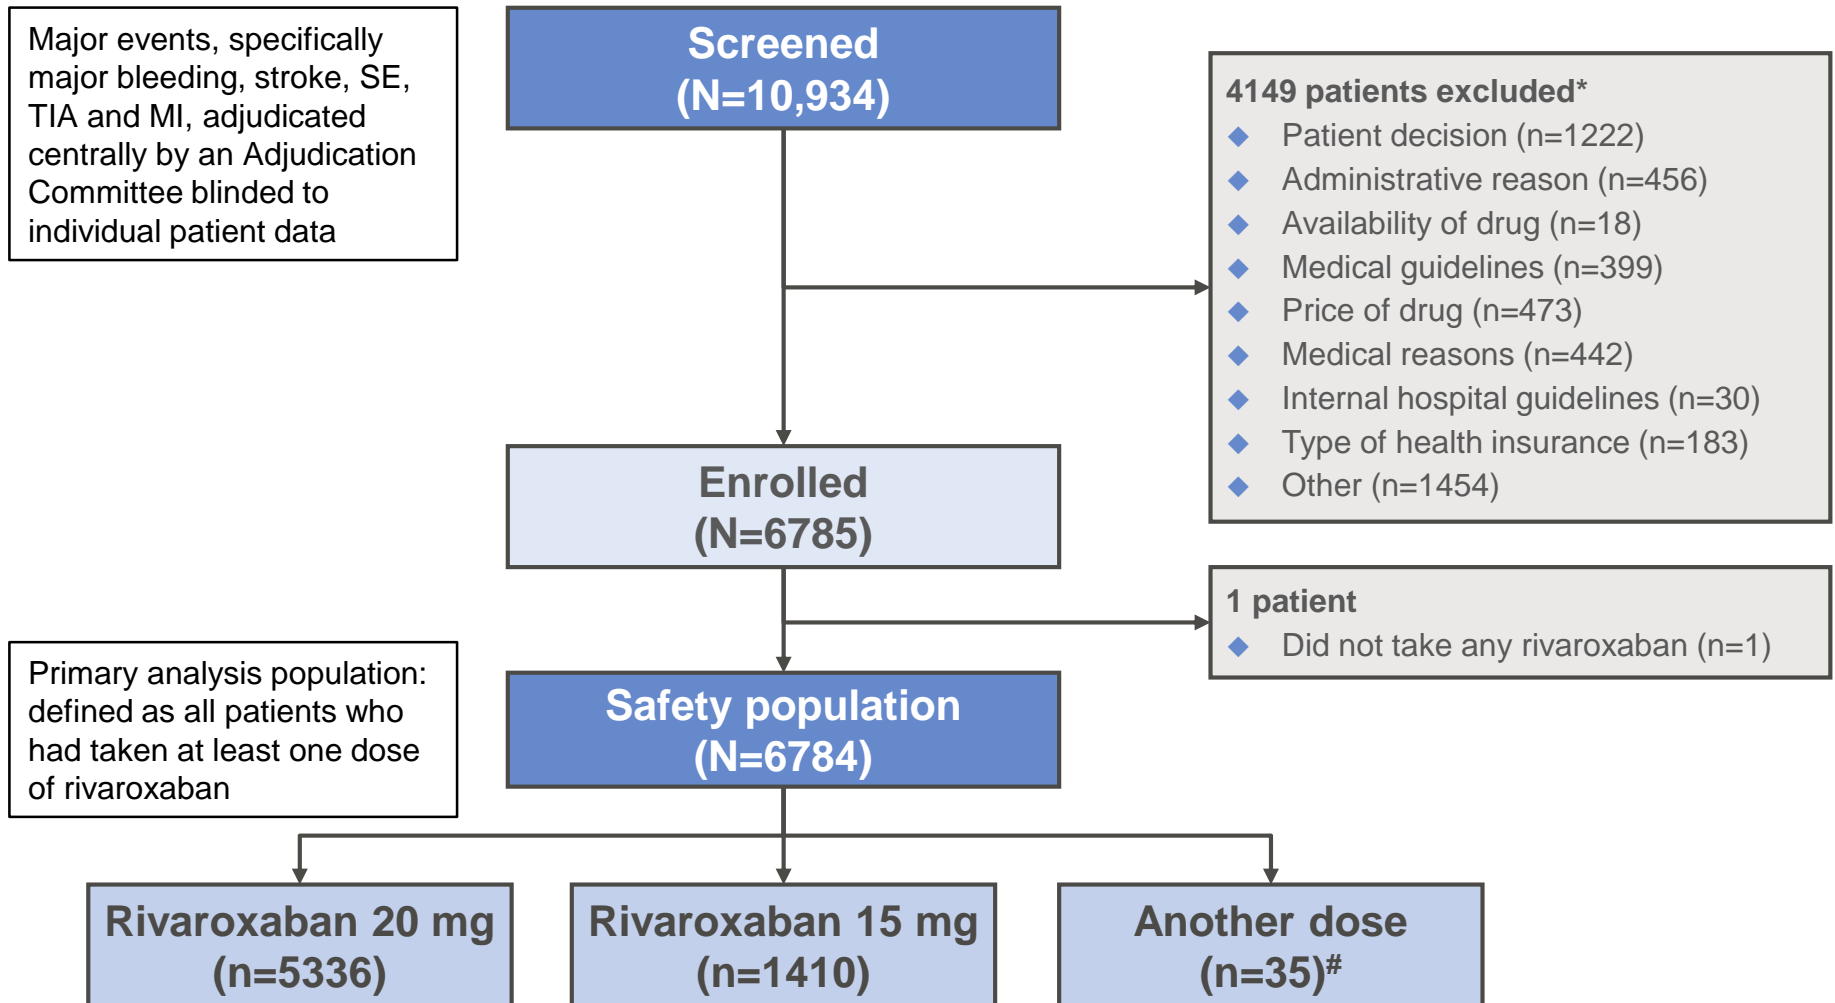 Major events, specifically
major bleeding, stroke, SE,
TIA and MI, adjudicated
centrally by an Adjudication
Committee blinded to
individual patient data
Screened
(N=10,934)
4149 patients excluded*
Patient decision (n=1222)
Administrative reason (n=456)
Availability of drug (n=18)
Medical guidelines (n=399)
Price of drug (n=473)
Medical reasons (n=442)
Internal hospital guidelines (n=30)
Type of health insurance (n=183)
Other (n=1454)
Enrolled
(N=6785)
1 patient
Did not take any rivaroxaban (n=1)
Primary analysis population:
defined as all patients who
had taken at least one dose
of rivaroxaban
Safety population
(N=6784)
Rivaroxaban 20 mg
(n=5336)
Rivaroxaban 15 mg
(n=1410)
Another dose
(n=35)#